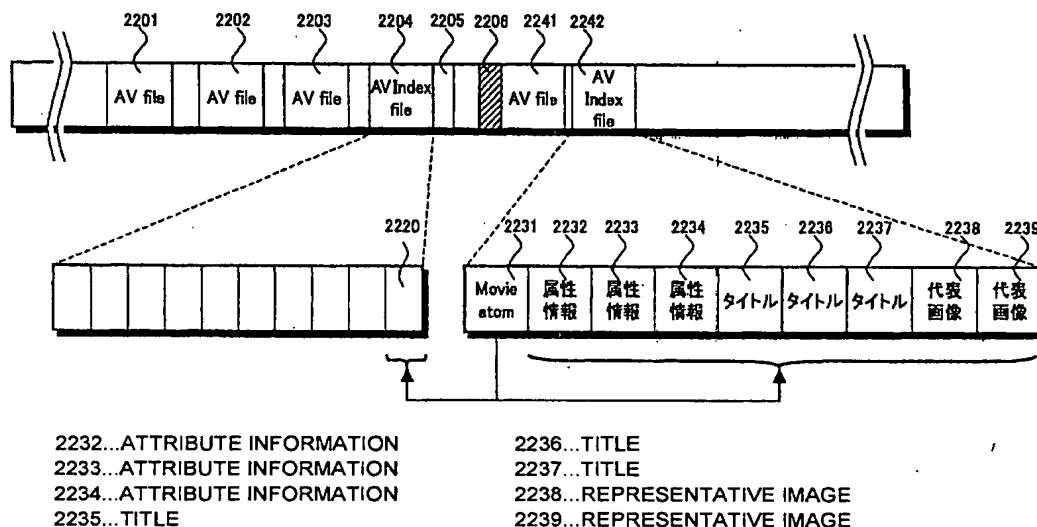 2201 2202 2203 2204 2205 2206 2241 2242
AV file AV file AV file AV Index file AV file AV Index file
2220 2231 2232 2233 2234 2235 2236 2237 2238 2239
Movie atom 属性情報 属性情報 属性情報 タイトル タイトル タイトル 代表画像 代表画像
2232...ATTRIBUTE INFORMATION
2233...ATTRIBUTE INFORMATION
2234...ATTRIBUTE INFORMATION
2235...TITLE
2236...TITLE
2237...TITLE
2238...REPRESENTATIVE IMAGE
2239...REPRESENTATIVE IMAGE